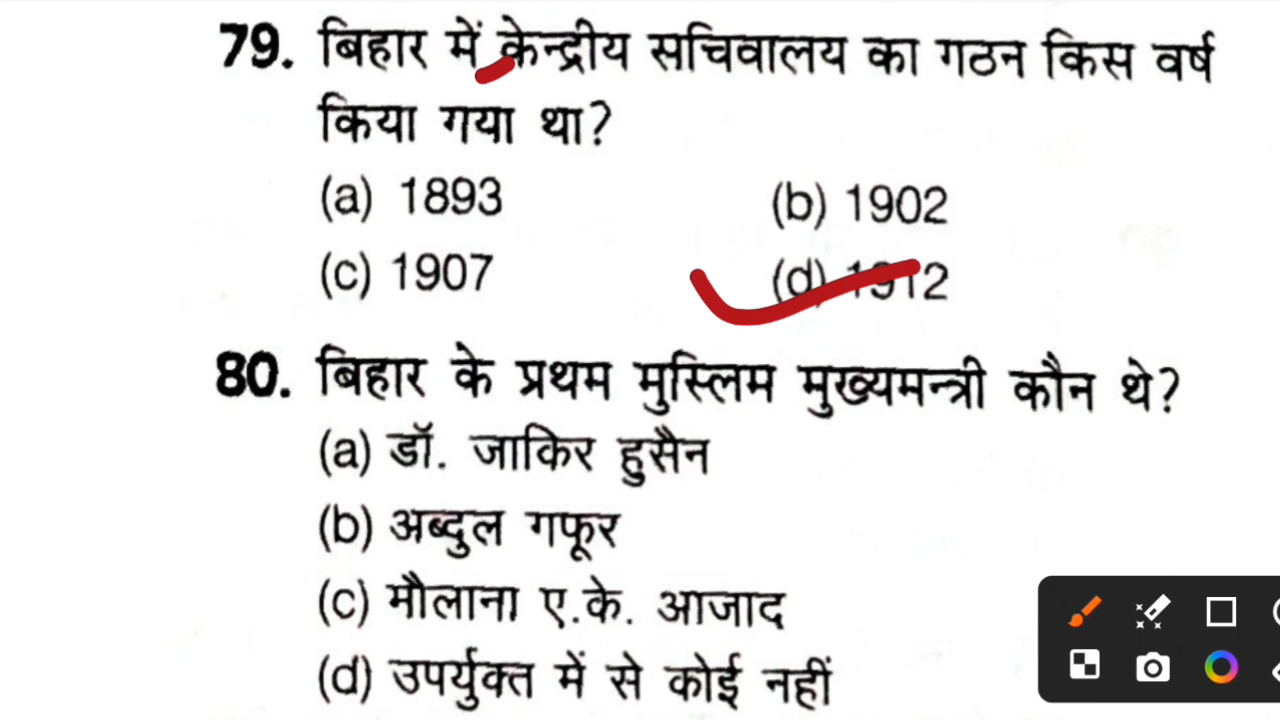 79. बिहार में केन्द्रीय सचिवालय का गठन किस वर्ष
किया गया था?
(a) 1893 (b) 1902
(c) 1907 (d) 1912
80. बिहार के प्रथम मुस्लिम मुख्यमन्त्री कौन थे?
(a) डॉ. जाकिर हुसैन
(b) अब्दुल गफूर
(c) मौलाना ए.के. आजाद
(d) उपर्युक्त में से कोई नहीं